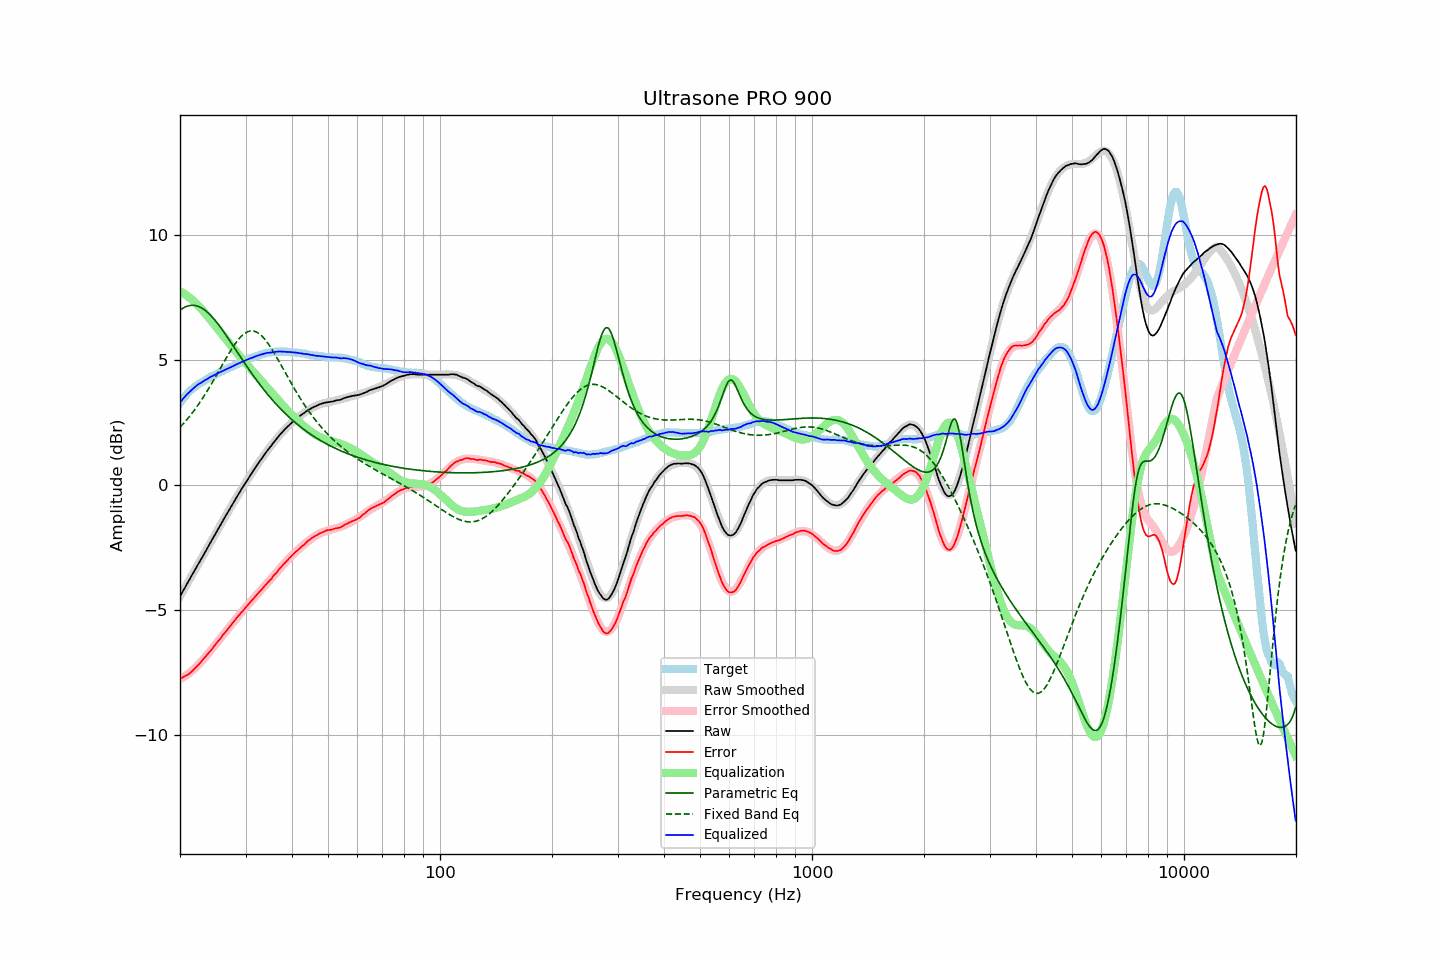 Ultrasone PRO 900
Amplitude (dBr)
10
5
0
−5
−10
100
1000
10000
Frequency (Hz)
Target
Raw Smoothed
Error Smoothed
Raw
Error
Equalization
Parametric Eq
Fixed Band Eq
Equalized